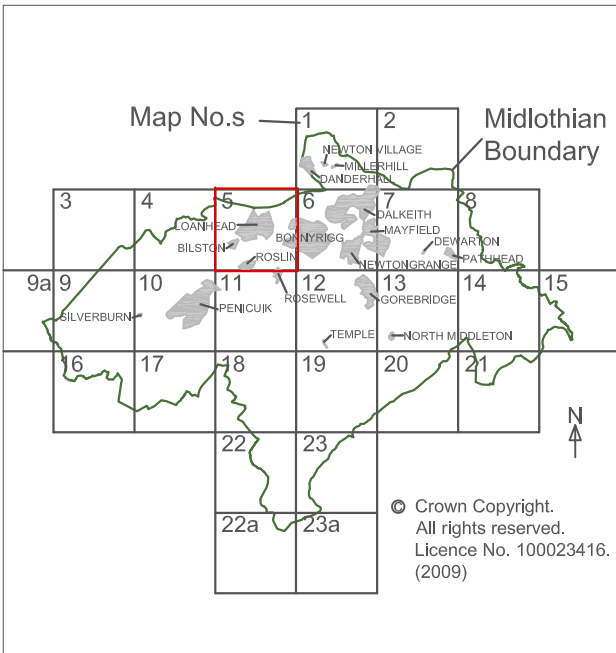 Map No.s
1
2
Midlothian
Boundary
NEWTON VILLAGE
MILLERHILL
DANDERHALL
3
4
5
6
7
8
LOANHEAD
DALKEITH
MAYFIELD
BILSTON
BONNYRIGG
DEWARTON
ROSLIN
NEWTONGRANGE
PATHHEAD
9a
9
10
11
12
13
14
15
SILVERBURN
PENICUIK
ROSEWELL
GOREBRIDGE
TEMPLE
NORTH MIDDLETON
16
17
18
19
20
21
N
22
23
22a
23a
© Crown Copyright.
All rights reserved.
Licence No. 100023416.
(2009)